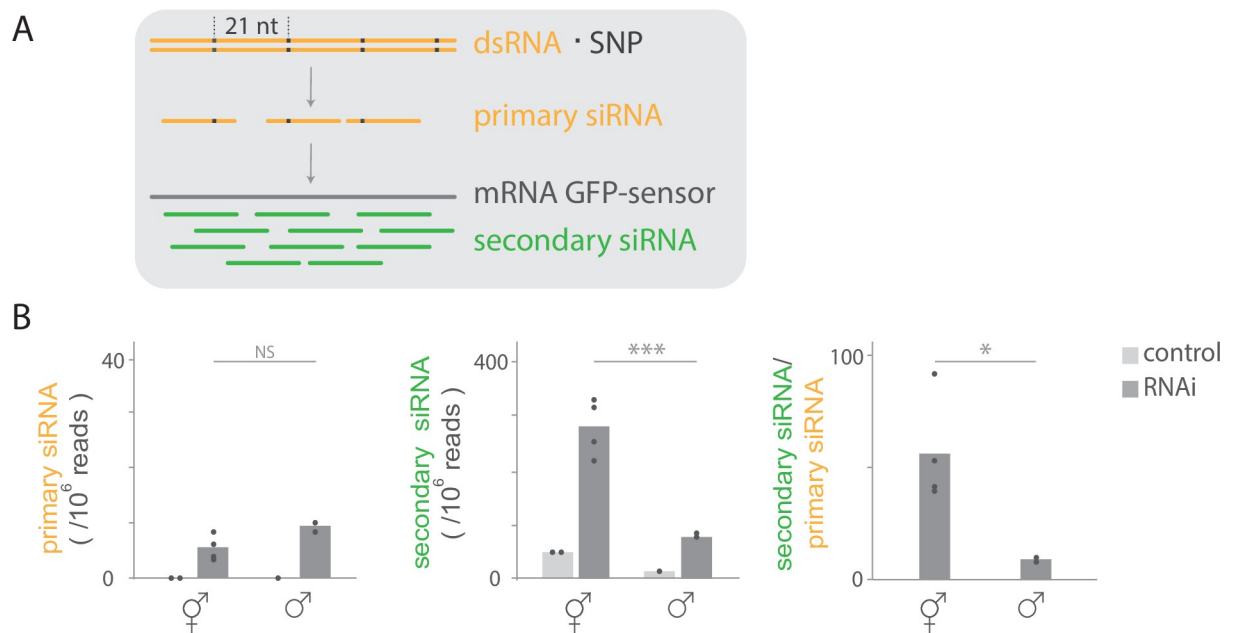 A
21 nt
dsRNA · SNP
primary siRNA
mRNA GFP-sensor
secondary siRNA
B
primary siRNA
( /10⁶ reads )
40
0
NS
⚥
♂
secondary siRNA
( /10⁶ reads )
400
0
***
⚥
♂
secondary siRNA/
primary siRNA
100
0
*
⚥
♂
control
RNAi